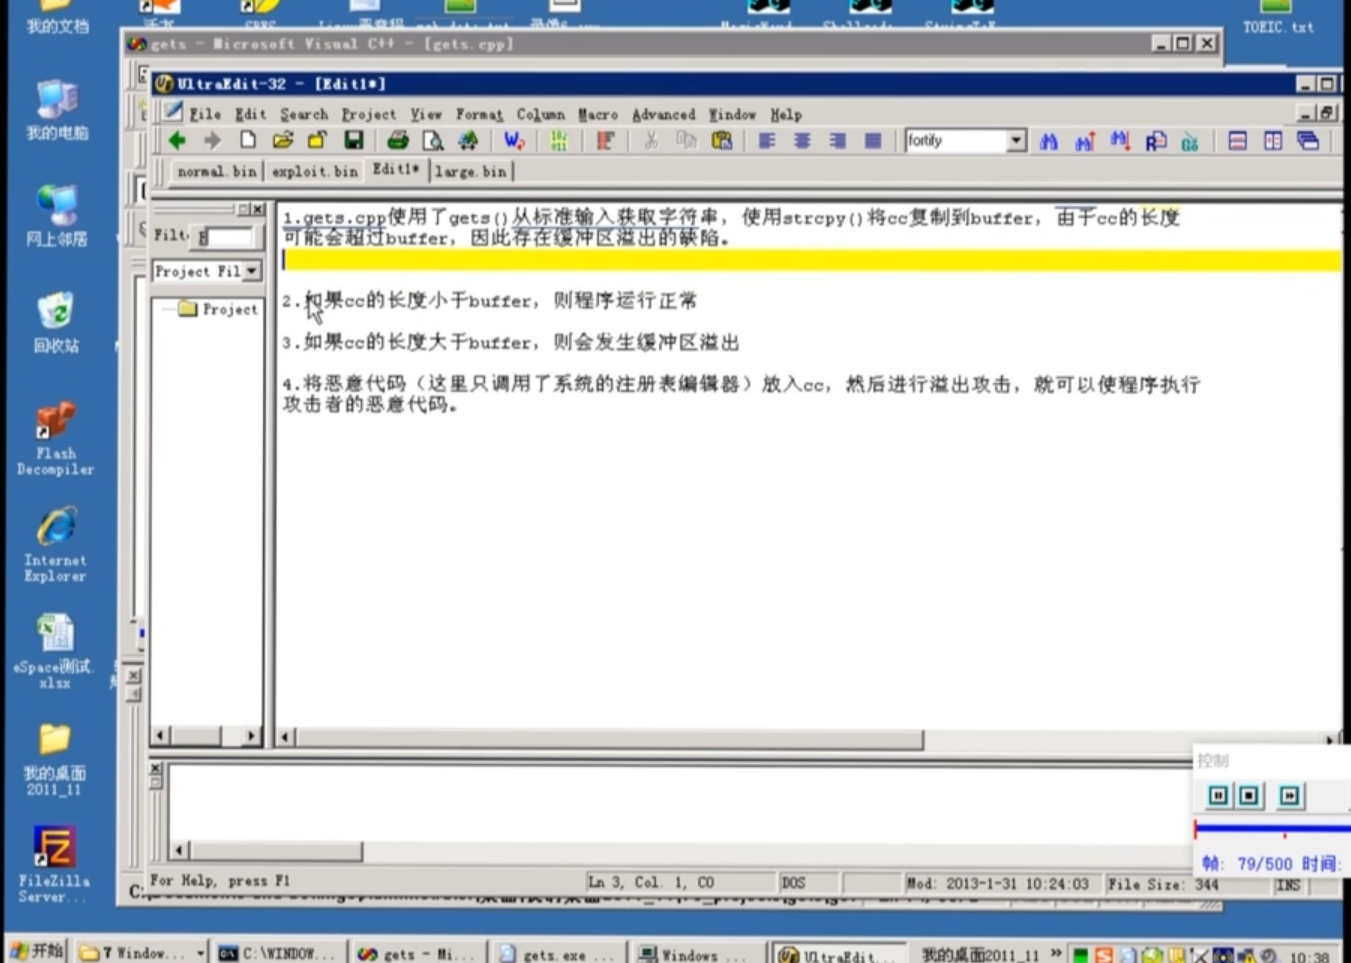 我的文档
TOEIC.txt
gets - Microsoft Visual C++ - [gets.cpp]
UltraEdit-32 - [Edit1*]
File Edit Search Project View Format Column Macro Advanced Window Help
fortify
normal.bin exploit.bin Edit1* large.bin
我的电脑
网上邻居
回收站
Flash
Decompiler
Internet
Explorer
eSpace测试.
xlsx
我的桌面
2011_11
FileZilla
Server...
Project Fil
Project
1.gets.cpp使用了gets()从标准输入获取字符串，使用strcpy()将cc复制到buffer，由于cc的长度
可能会超过buffer，因此存在缓冲区溢出的缺陷。
2.如果cc的长度小于buffer，则程序运行正常
3.如果cc的长度大于buffer，则会发生缓冲区溢出
4.将恶意代码（这里只调用了系统的注册表编辑器）放入cc，然后进行溢出攻击，就可以使程序执行
攻击者的恶意代码。
控制
帧: 79/500 时间:
For Help, press F1
Ln 3, Col. 1, C0
DOS
Mod: 2013-1-31 10:24:03
File Size: 344
INS
开始
7 Window...
C:\WINDOW...
gets - Mi...
gets.exe ...
Windows ...
UltraEdit...
我的桌面2011_11
10:38